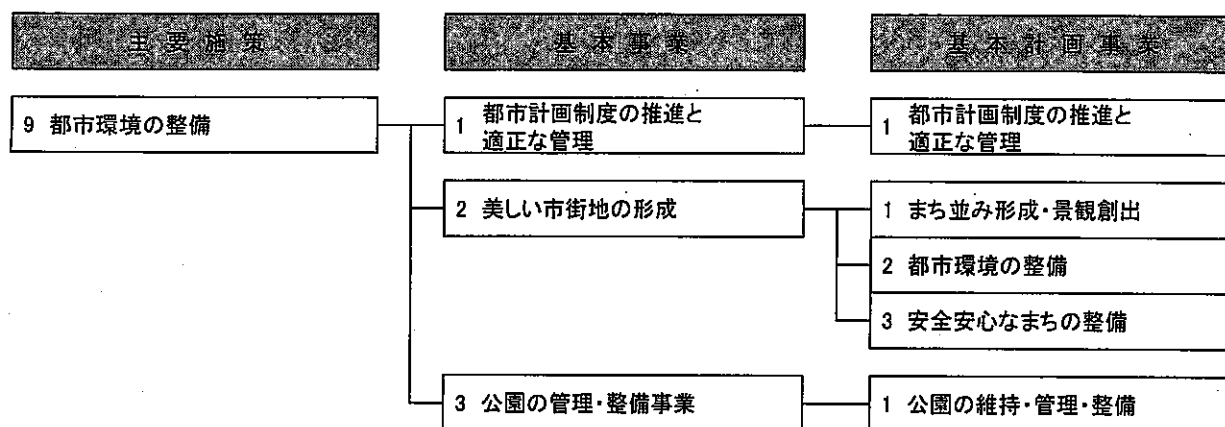 主要施策
基本事業
基本計画事業
9 都市環境の整備
1 都市計画制度の推進と
適正な管理
1 都市計画制度の推進と
適正な管理
2 美しい市街地の形成
1 まち並み形成・景観創出
2 都市環境の整備
3 安全安心なまちの整備
3 公園の管理・整備事業
1 公園の維持・管理・整備